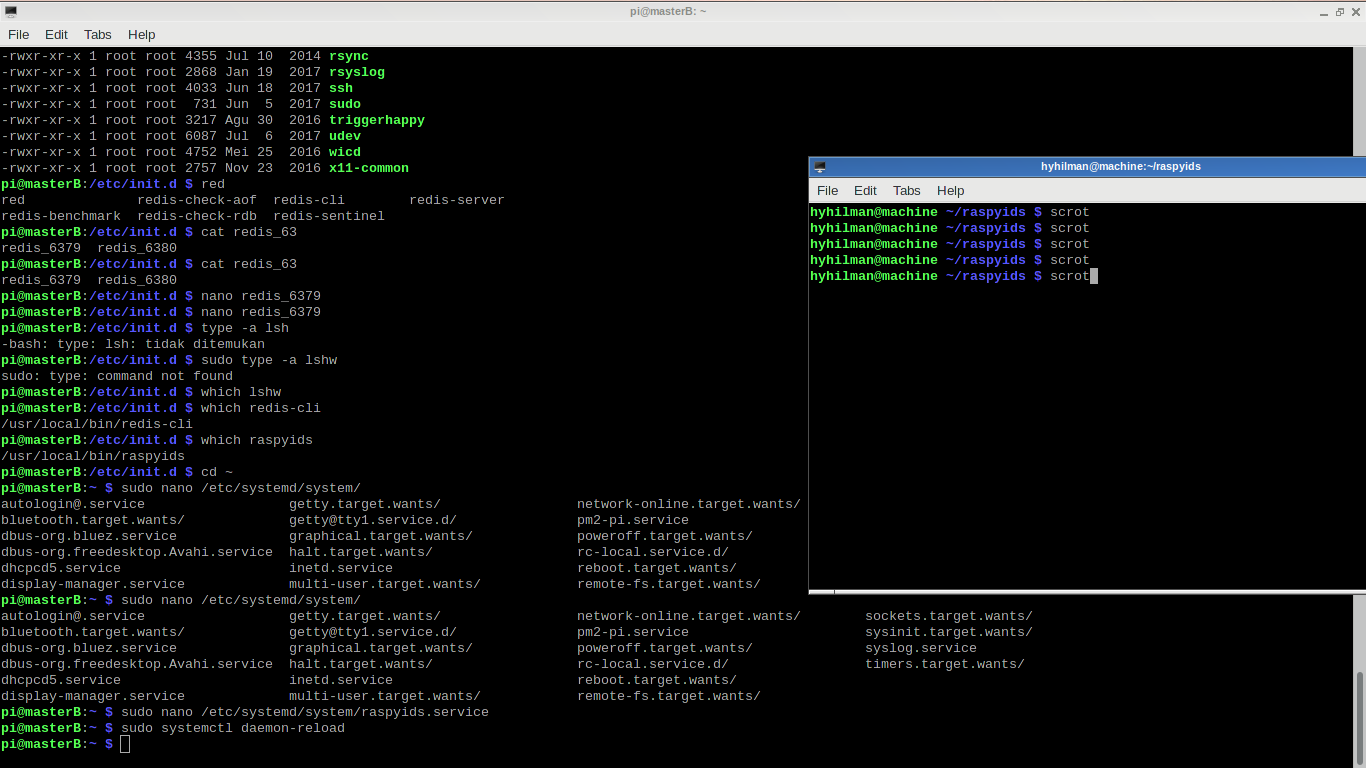 pi@masterB: ~
File Edit Tabs Help
-rwxr-xr-x 1 root root 4355 Jul 10  2014 rsync
-rwxr-xr-x 1 root root 2868 Jan 19  2017 rsyslog
-rwxr-xr-x 1 root root 4033 Jun 18  2017 ssh
-rwxr-xr-x 1 root root  731 Jun  5  2017 sudo
-rwxr-xr-x 1 root root 3217 Agu 30  2016 triggerhappy
-rwxr-xr-x 1 root root 6087 Jul  6  2017 udev
-rwxr-xr-x 1 root root 4752 Mei 25  2016 wicd
-rwxr-xr-x 1 root root 2757 Nov 23  2016 x11-common
pi@masterB:/etc/init.d $ red
red              redis-check-aof  redis-cli        redis-server
redis-benchmark  redis-check-rdb  redis-sentinel
pi@masterB:/etc/init.d $ cat redis_63
redis_6379  redis_6380
pi@masterB:/etc/init.d $ cat redis_63
redis_6379  redis_6380
pi@masterB:/etc/init.d $ nano redis_6379
pi@masterB:/etc/init.d $ nano redis_6379
pi@masterB:/etc/init.d $ type -a lsh
-bash: type: lsh: tidak ditemukan
pi@masterB:/etc/init.d $ sudo type -a lshw
sudo: type: command not found
pi@masterB:/etc/init.d $ which lshw
pi@masterB:/etc/init.d $ which redis-cli
/usr/local/bin/redis-cli
pi@masterB:/etc/init.d $ which raspyids
/usr/local/bin/raspyids
pi@masterB:/etc/init.d $ cd ~
pi@masterB:~ $ sudo nano /etc/systemd/system/
autologin@.service                  getty.target.wants/                 network-online.target.wants/
bluetooth.target.wants/             getty@tty1.service.d/               pm2-pi.service
dbus-org.bluez.service              graphical.target.wants/             poweroff.target.wants/
dbus-org.freedesktop.Avahi.service  halt.target.wants/                  rc-local.service.d/
dhcpcd5.service                     inetd.service                       reboot.target.wants/
display-manager.service             multi-user.target.wants/            remote-fs.target.wants/
pi@masterB:~ $ sudo nano /etc/systemd/system/
autologin@.service                  getty.target.wants/                 network-online.target.wants/        sockets.target.wants/
bluetooth.target.wants/             getty@tty1.service.d/               pm2-pi.service                      sysinit.target.wants/
dbus-org.bluez.service              graphical.target.wants/             poweroff.target.wants/              syslog.service
dbus-org.freedesktop.Avahi.service  halt.target.wants/                  rc-local.service.d/                 timers.target.wants/
dhcpcd5.service                     inetd.service                       reboot.target.wants/
display-manager.service             multi-user.target.wants/            remote-fs.target.wants/
pi@masterB:~ $ sudo nano /etc/systemd/system/raspyids.service
pi@masterB:~ $ sudo systemctl daemon-reload
pi@masterB:~ $
hyhilman@machine:~/raspyids
File Edit Tabs Help
hyhilman@machine ~/raspyids $ scrot
hyhilman@machine ~/raspyids $ scrot
hyhilman@machine ~/raspyids $ scrot
hyhilman@machine ~/raspyids $ scrot
hyhilman@machine ~/raspyids $ scrot